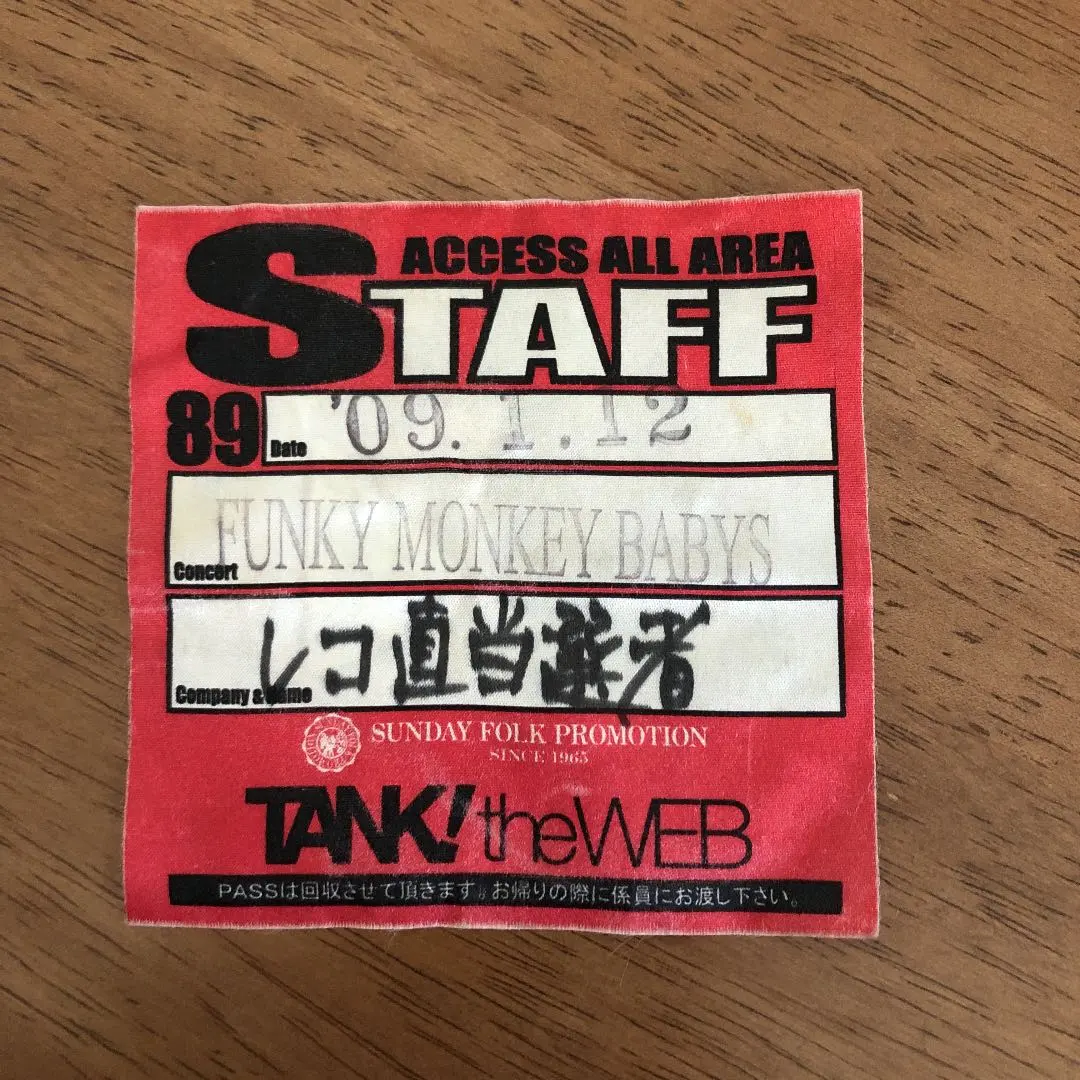 ACCESS ALL AREA
STAFF
89 Date '09.1.12
Concert FUNKY MONKEY BABYS
Company & Name レコ直当選者
SUNDAY FOLK PROMOTION
SINCE 1965
TANK! theWEB
PASSは回収させて頂きます。お帰りの際に係員にお渡し下さい。